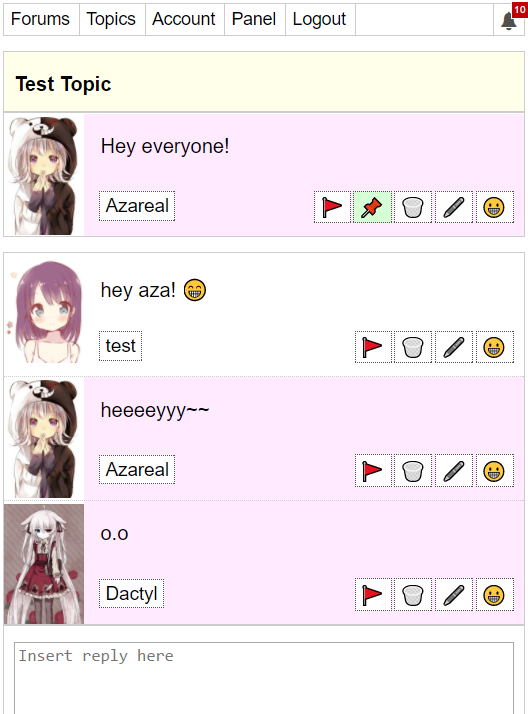 Forums Topics Account Panel Logout 10
Test Topic
Hey everyone!
Azareal
hey aza! 😁
test
heeeeyyy~~
Azareal
o.o
Dactyl
Insert reply here